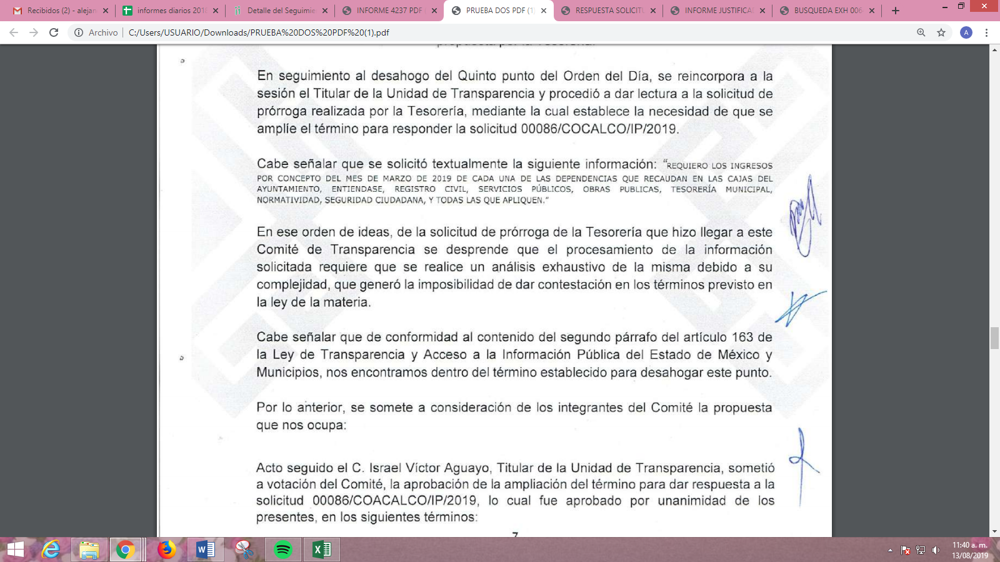 Recibidos (2) - alejan
informes diarios 2018
Detalle del Seguimie
INFORME 4237 PDF (
PRUEBA DOS PDF (1)
RESPUESTA SOLICITU
INFORME JUSTIFICA
BUSQUEDA EXH 006
Archivo
C:/Users/USUARIO/Downloads/PRUEBA%20DOS%20PDF%20(1).pdf
A
propuesta por la Tesorería.
En seguimiento al desahogo del Quinto punto del Orden del Día, se reincorpora a la
sesión el Titular de la Unidad de Transparencia y procedió a dar lectura a la solicitud de
prórroga realizada por la Tesorería, mediante la cual establece la necesidad de que se
amplíe el término para responder la solicitud 00086/COCALCO/IP/2019.
Cabe señalar que se solicitó textualmente la siguiente información: "REQUIERO LOS INGRESOS
POR CONCEPTO DEL MES DE MARZO DE 2019 DE CADA UNA DE LAS DEPENDENCIAS QUE RECAUDAN EN LAS CAJAS DEL
AYUNTAMIENTO, ENTIENDASE, REGISTRO CIVIL, SERVICIOS PÚBLICOS, OBRAS PUBLICAS, TESORERÍA MUNICIPAL,
NORMATIVIDAD, SEGURIDAD CIUDADANA, Y TODAS LAS QUE APLIQUEN."
En ese orden de ideas, de la solicitud de prórroga de la Tesorería que hizo llegar a este
Comité de Transparencia se desprende que el procesamiento de la información
solicitada requiere que se realice un análisis exhaustivo de la misma debido a su
complejidad, que generó la imposibilidad de dar contestación en los términos previsto en
la ley de la materia.
Cabe señalar que de conformidad al contenido del segundo párrafo del artículo 163 de
la Ley de Transparencia y Acceso a la Información Pública del Estado de México y
Municipios, nos encontramos dentro del término establecido para desahogar este punto.
Por lo anterior, se somete a consideración de los integrantes del Comité la propuesta
que nos ocupa:
Acto seguido el C. Israel Víctor Aguayo, Titular de la Unidad de Transparencia, sometió
a votación del Comité, la aprobación de la ampliación del término para dar respuesta a la
solicitud 00086/COACALCO/IP/2019, lo cual fue aprobado por unanimidad de los
presentes, en los siguientes términos:
7
11:40 a. m.
13/08/2019